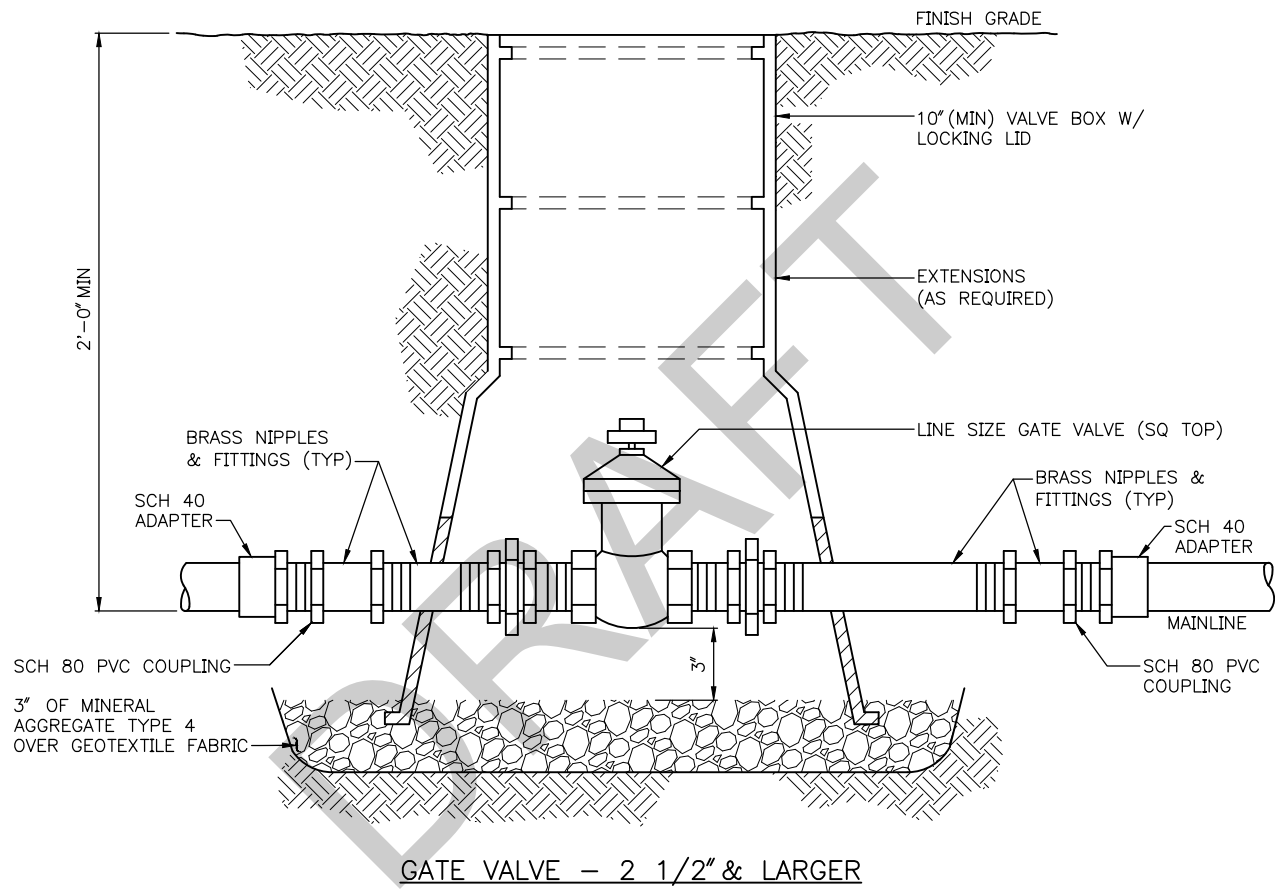 FINISH GRADE
10" (MIN) VALVE BOX W/
LOCKING LID
2'-0" MIN
EXTENSIONS
(AS REQUIRED)
LINE SIZE GATE VALVE (SQ TOP)
BRASS NIPPLES
& FITTINGS (TYP)
BRASS NIPPLES &
FITTINGS (TYP)
SCH 40
ADAPTER
SCH 40
ADAPTER
MAINLINE
SCH 80 PVC COUPLING
3"
SCH 80 PVC
COUPLING
3" OF MINERAL
AGGREGATE TYPE 4
OVER GEOTEXTILE FABRIC
DRAFT
GATE VALVE - 2 1/2" & LARGER